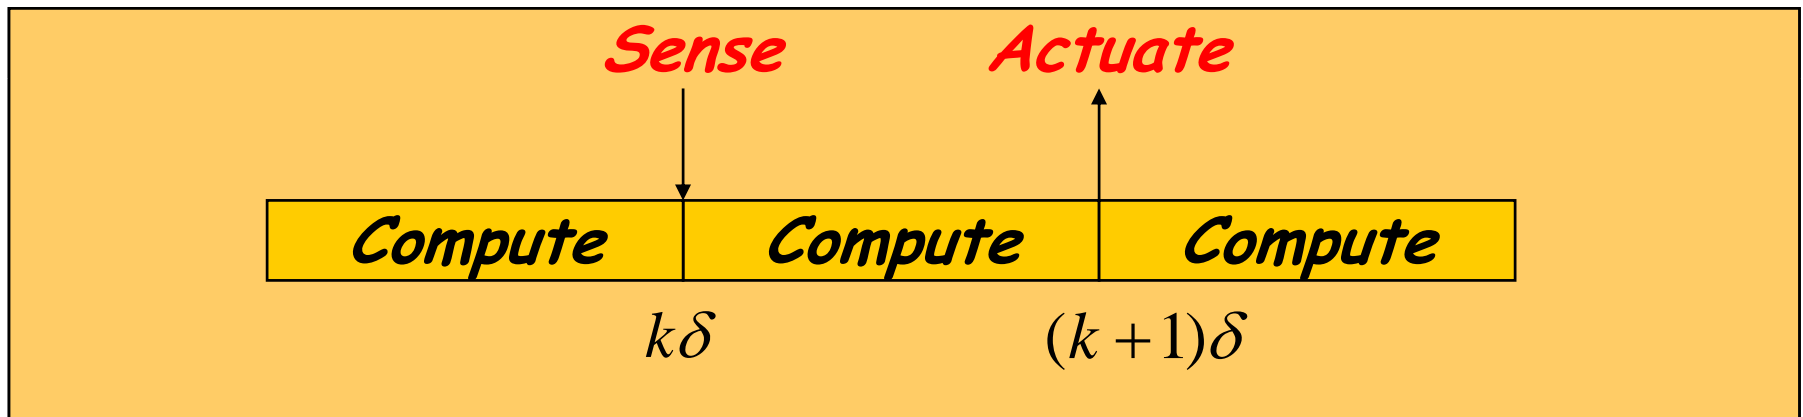 Sense Actuate
Compute Compute Compute
kδ (k+1)δ